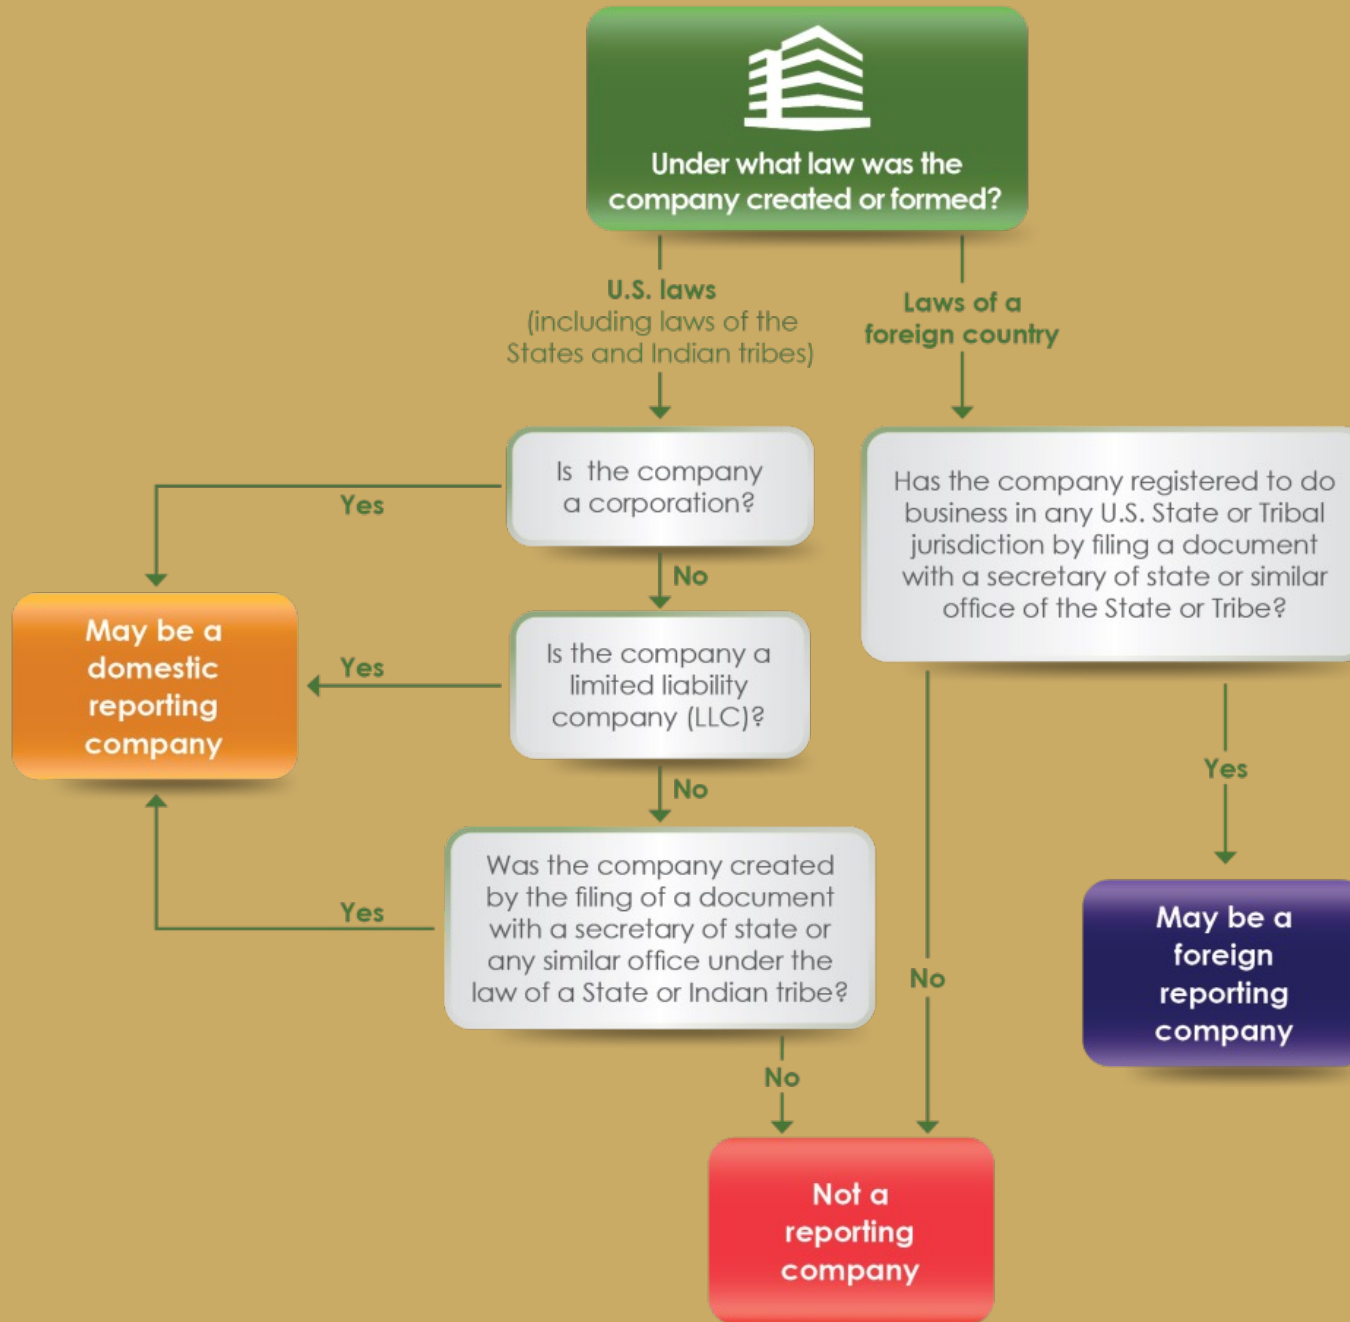 Under what law was the
company created or formed?
U.S. laws
(including laws of the
States and Indian tribes)
Laws of a
foreign country
Is the company
a corporation?
Yes
No
Has the company registered to do
business in any U.S. State or Tribal
jurisdiction by filing a document
with a secretary of state or similar
office of the State or Tribe?
May be a
domestic
reporting
company
Yes
Is the company a
limited liability
company (LLC)?
No
Yes
Was the company created
by the filing of a document
with a secretary of state or
any similar office under the
law of a State or Indian tribe?
Yes
No
No
May be a
foreign
reporting
company
Not a
reporting
company